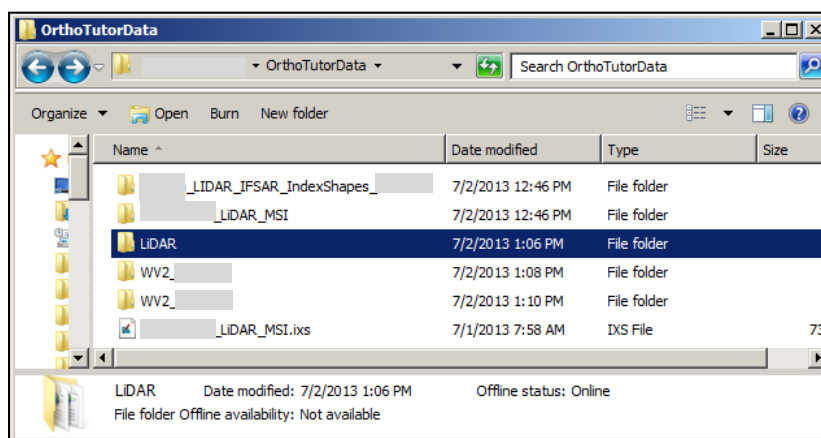 OrthoTutorData
OrthoTutorData
Search OrthoTutorData
Organize Open Burn New folder
Name Date modified Type Size
_LIDAR_IFSAR_IndexShapes_ 7/2/2013 12:46 PM File folder
_LiDAR_MSI 7/2/2013 12:46 PM File folder
LiDAR 7/2/2013 1:06 PM File folder
WV2_ 7/2/2013 1:08 PM File folder
WV2_ 7/2/2013 1:10 PM File folder
_LiDAR_MSI.ixs 7/1/2013 7:58 AM IXS File 73
LiDAR Date modified: 7/2/2013 1:06 PM Offline status: Online
File folder Offline availability: Not available